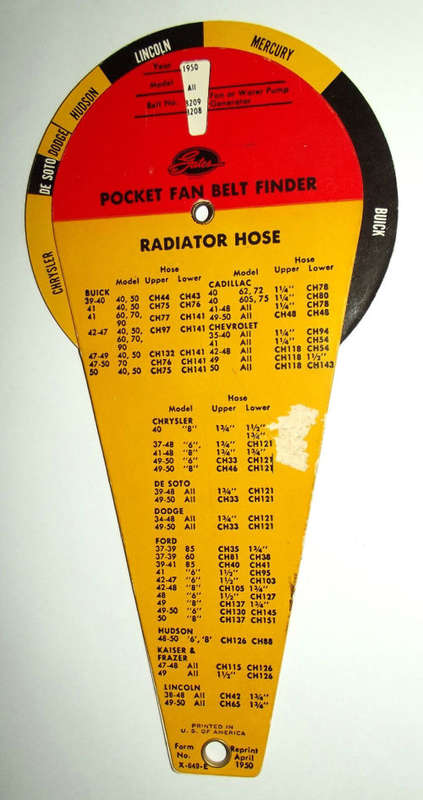 LINCOLN
MERCURY
HUDSON
DODGE
DE SOTO
CHRYSLER
BUICK
Year 1950
Model All
Belt No. 8209 Fan or Water Pump
1208 Generator
Gates
POCKET FAN BELT FINDER
RADIATOR HOSE
Hose
Model Upper Lower
BUICK
39-40 40, 50 CH44 CH43
41 40, 50 CH75 CH76
41 60, 70, CH77 CH141
90
42-47 40, 50 CH97 CH141
60, 70,
90
47-49 40, 50 CH132 CH141
47-50 70 CH76 CH141
50 40, 50 CH75 CH141
Hose
Model Upper Lower
CADILLAC
40 62, 72 1¼" CH78
40 60S, 75 1¼" CH80
41-48 All 1¼" CH78
49-50 All CH48 CH48
CHEVROLET
35-40 All 1¼" CH94
41 All 1¼" CH54
42-48 All CH118 CH54
49 All CH118 1½"
50 All CH118 CH143
Hose
Model Upper Lower
CHRYSLER
40 "8" 1¾" 1½"
1¾"
37-48 "6" 1¾" CH121
41-48 "8" 1¾" 1¾"
49-50 "6" CH33 CH121
49-50 "8" CH46 CH121
DE SOTO
39-48 All 1¾" CH121
49-50 All CH33 CH121
DODGE
34-48 All 1¾" CH121
49-50 All CH33 CH121
FORD
37-39 85 CH35 1¾"
37-39 60 CH81 CH38
39-41 85 CH40 CH41
41 "6" 1½" CH95
42-47 "6" 1½" CH103
42-48 "8" CH105 1¾"
48 "6" 1½" CH127
49 "8" CH137 1¾"
49-50 "6" CH130 CH145
50 "8" CH137 CH151
HUDSON
48-50 '6', '8' CH126 CH88
KAISER &
FRAZER
47-48 All CH115 CH126
49 All 1½" CH126
LINCOLN
38-48 All CH42 1¾"
49-50 All CH65 1¾"
PRINTED IN
U. S. OF AMERICA
Form Reprint
No. April
X-649-E 1950